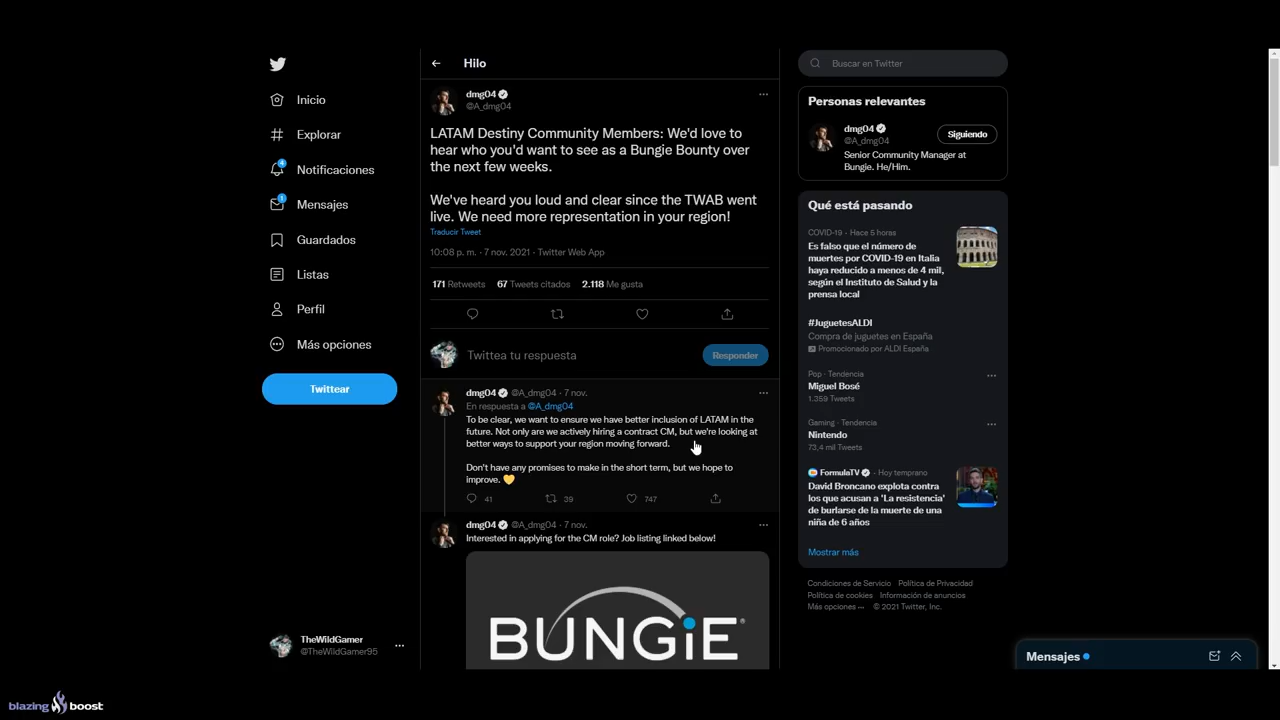 Hilo
Buscar en Twitter
Inicio
Explorar
4
Notificaciones
1
Mensajes
Guardados
Listas
Perfil
Más opciones
Twittear
TheWildGamer
@TheWildGamer95
dmg04
@A_dmg04
LATAM Destiny Community Members: We'd love to
hear who you'd want to see as a Bungie Bounty over
the next few weeks.
We've heard you loud and clear since the TWAB went
live. We need more representation in your region!
Traducir Tweet
10:08 p. m. · 7 nov. 2021 · Twitter Web App
171 Retweets 67 Tweets citados 2.118 Me gusta
Twittea tu respuesta
Responder
dmg04 @A_dmg04 · 7 nov.
En respuesta a @A_dmg04
To be clear, we want to ensure we have better inclusion of LATAM in the
future. Not only are we actively hiring a contract CM, but we're looking at
better ways to support your region moving forward.
Don't have any promises to make in the short term, but we hope to
improve. 💛
41 39 747
dmg04 @A_dmg04 · 7 nov.
Interested in applying for the CM role? Job listing linked below!
BUNGiE®
Personas relevantes
dmg04
@A_dmg04
Siguiendo
Senior Community Manager at
Bungie. He/Him.
Qué está pasando
COVID-19 · Hace 5 horas
Es falso que el número de
muertes por COVID-19 en Italia
haya reducido a menos de 4 mil,
según el Instituto de Salud y la
prensa local
#JuguetesALDI
Compra de juguetes en España
Promocionado por ALDI España
Pop · Tendencia
Miguel Bosé
1.359 Tweets
Gaming · Tendencia
Nintendo
73,4 mil Tweets
FormulaTV · Hoy temprano
David Broncano explota contra
los que acusan a 'La resistencia'
de burlarse de la muerte de una
niña de 6 años
Mostrar más
Condiciones de Servicio Política de Privacidad
Política de cookies Información de anuncios
Más opciones ··· © 2021 Twitter, Inc.
Mensajes
blazing boost